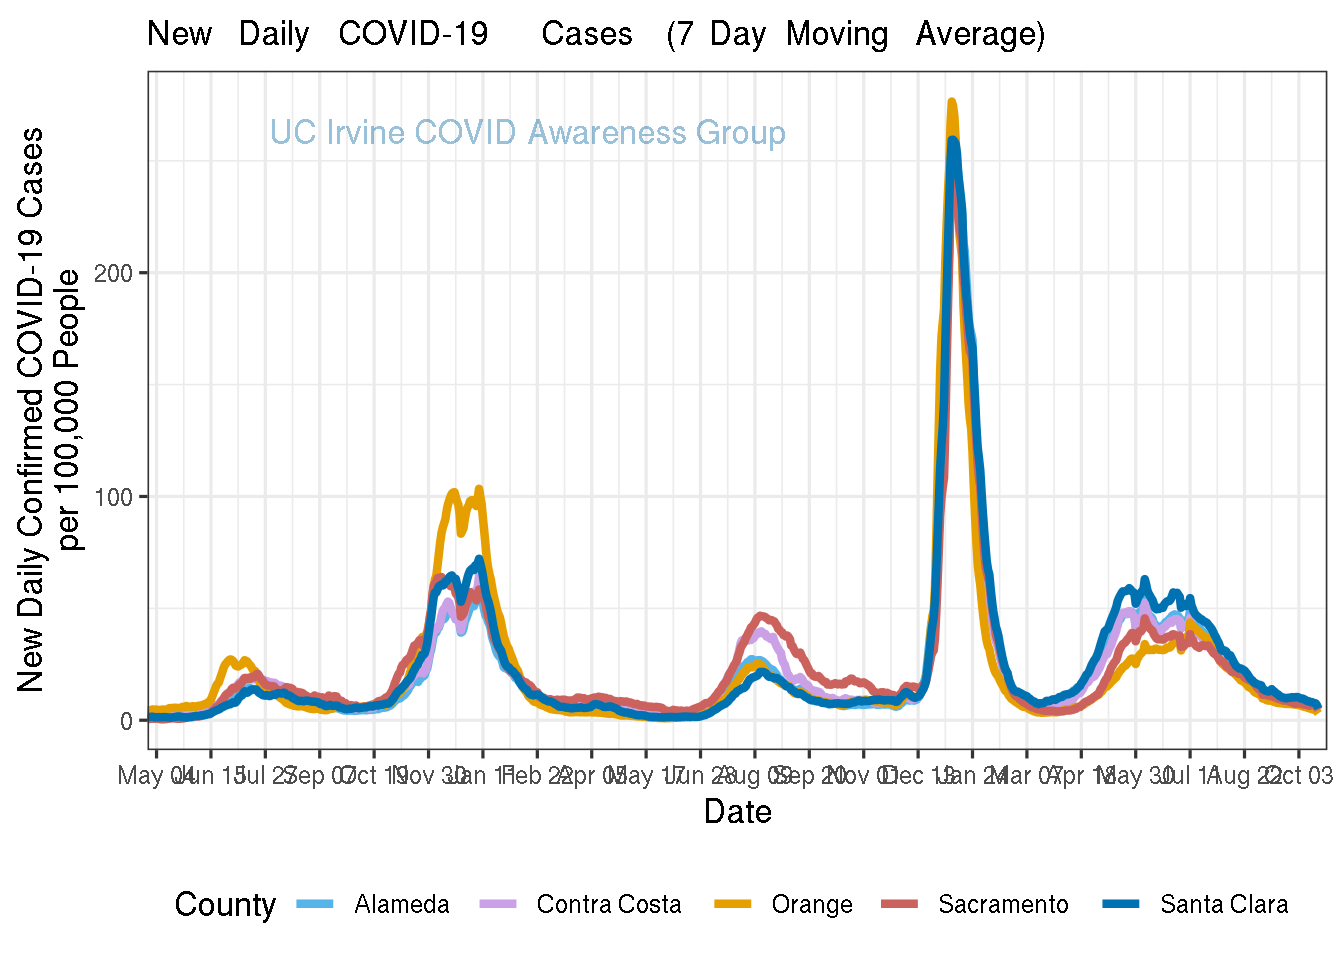 New Daily COVID-19 Cases (7 Day Moving Average)
UC Irvine COVID Awareness Group
New Daily Confirmed COVID-19 Cases
per 100,000 People
200
100
0
May 04 Jun 15 Jul 27 Sep 07 Oct 19 Nov 30 Jan 11 Feb 22 Apr 05 May 17 Jun 28 Aug 09 Sep 20 Nov 01 Dec 13 Jan 24 Mar 07 Apr 18 May 30 Jul 11 Aug 22 Oct 03
Date
County Alameda Contra Costa Orange Sacramento Santa Clara